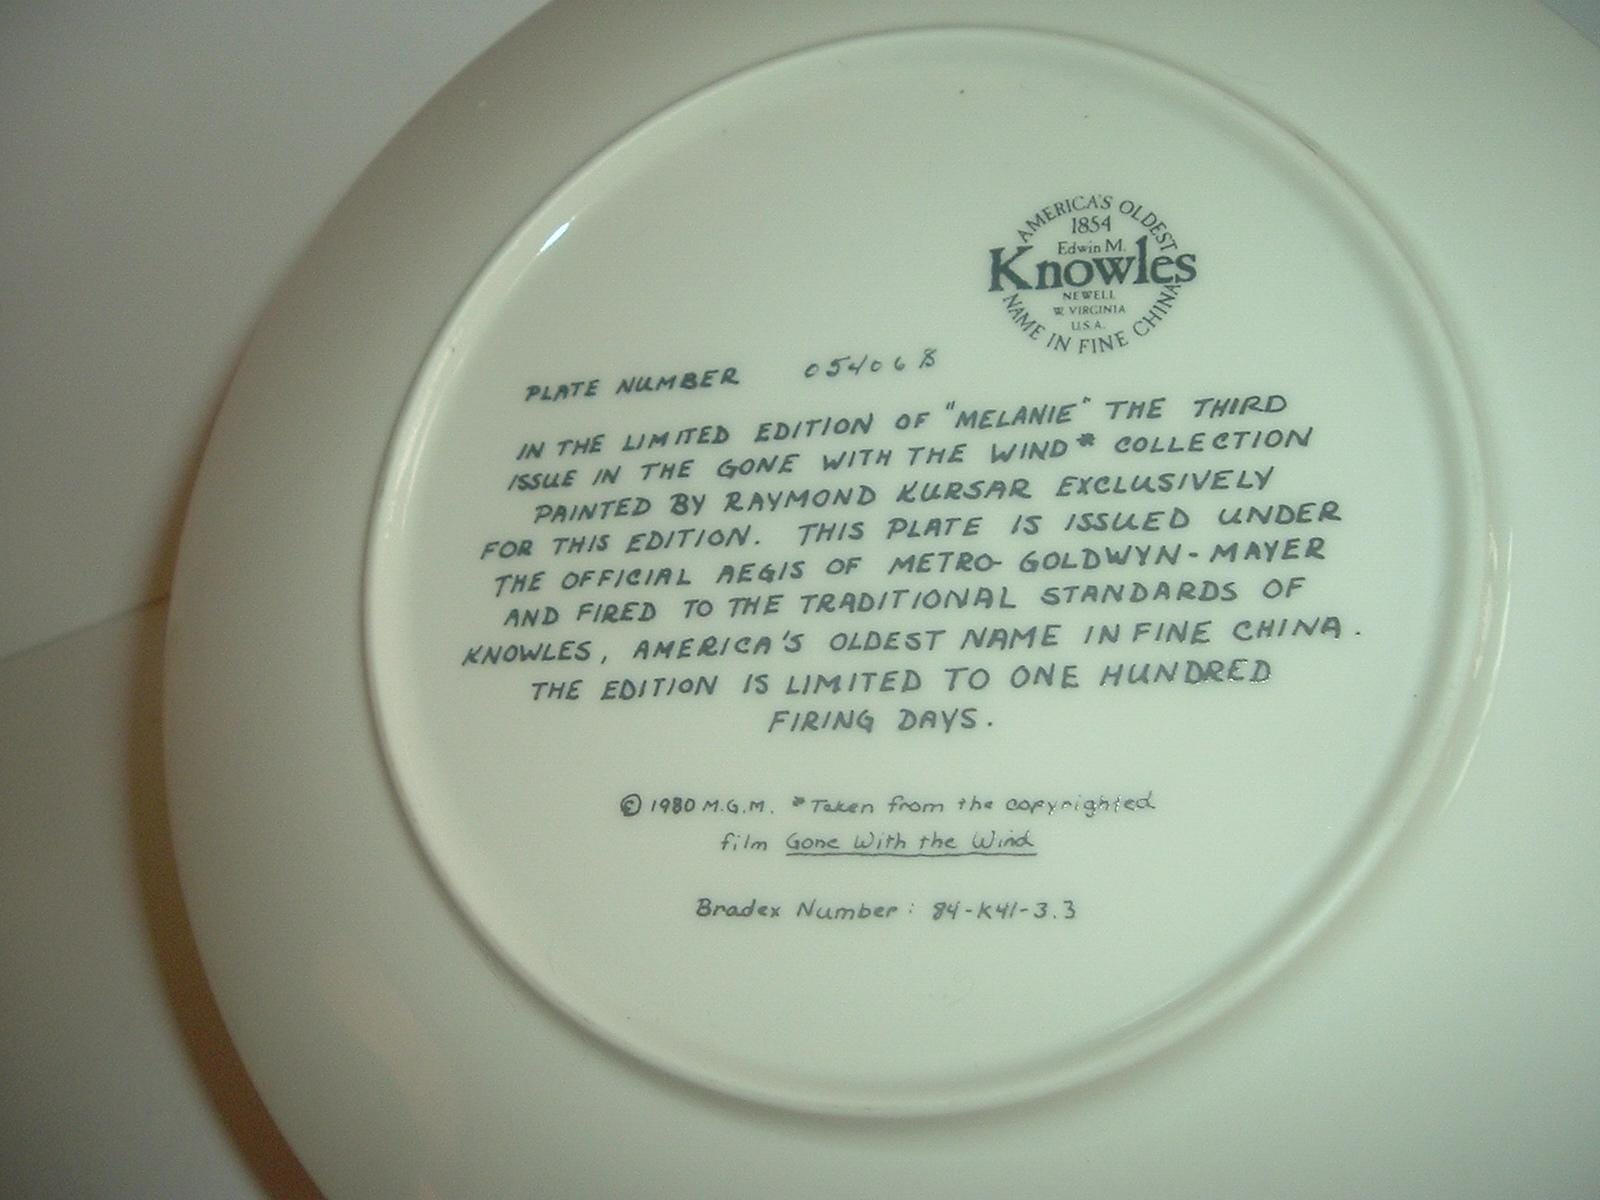 AMERICA'S OLDEST
1854
Edwin M.
Knowles
NEWELL
W. VIRGINIA
U.S.A.
NAME IN FINE CHINA
PLATE NUMBER 05406 8
IN THE LIMITED EDITION OF "MELANIE" THE THIRD
ISSUE IN THE GONE WITH THE WIND* COLLECTION
PAINTED BY RAYMOND KURSAR EXCLUSIVELY
FOR THIS EDITION. THIS PLATE IS ISSUED UNDER
THE OFFICIAL AEGIS OF METRO-GOLDWYN-MAYER
AND FIRED TO THE TRADITIONAL STANDARDS OF
KNOWLES, AMERICA'S OLDEST NAME IN FINE CHINA.
THE EDITION IS LIMITED TO ONE HUNDRED
FIRING DAYS.
© 1980 M.G.M. *Taken from the copyrighted
film Gone With the Wind
Bradex Number: 84-K41-3.3